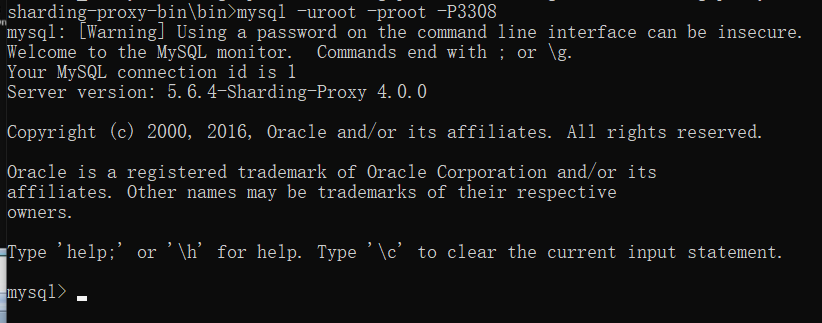 sharding-proxy-bin\bin>mysql -uroot -proot -P3308
mysql: [Warning] Using a password on the command line interface can be insecure.
Welcome to the MySQL monitor.  Commands end with ; or \g.
Your MySQL connection id is 1
Server version: 5.6.4-Sharding-Proxy 4.0.0

Copyright (c) 2000, 2016, Oracle and/or its affiliates. All rights reserved.

Oracle is a registered trademark of Oracle Corporation and/or its
affiliates. Other names may be trademarks of their respective
owners.

Type 'help;' or '\h' for help. Type '\c' to clear the current input statement.

mysql>